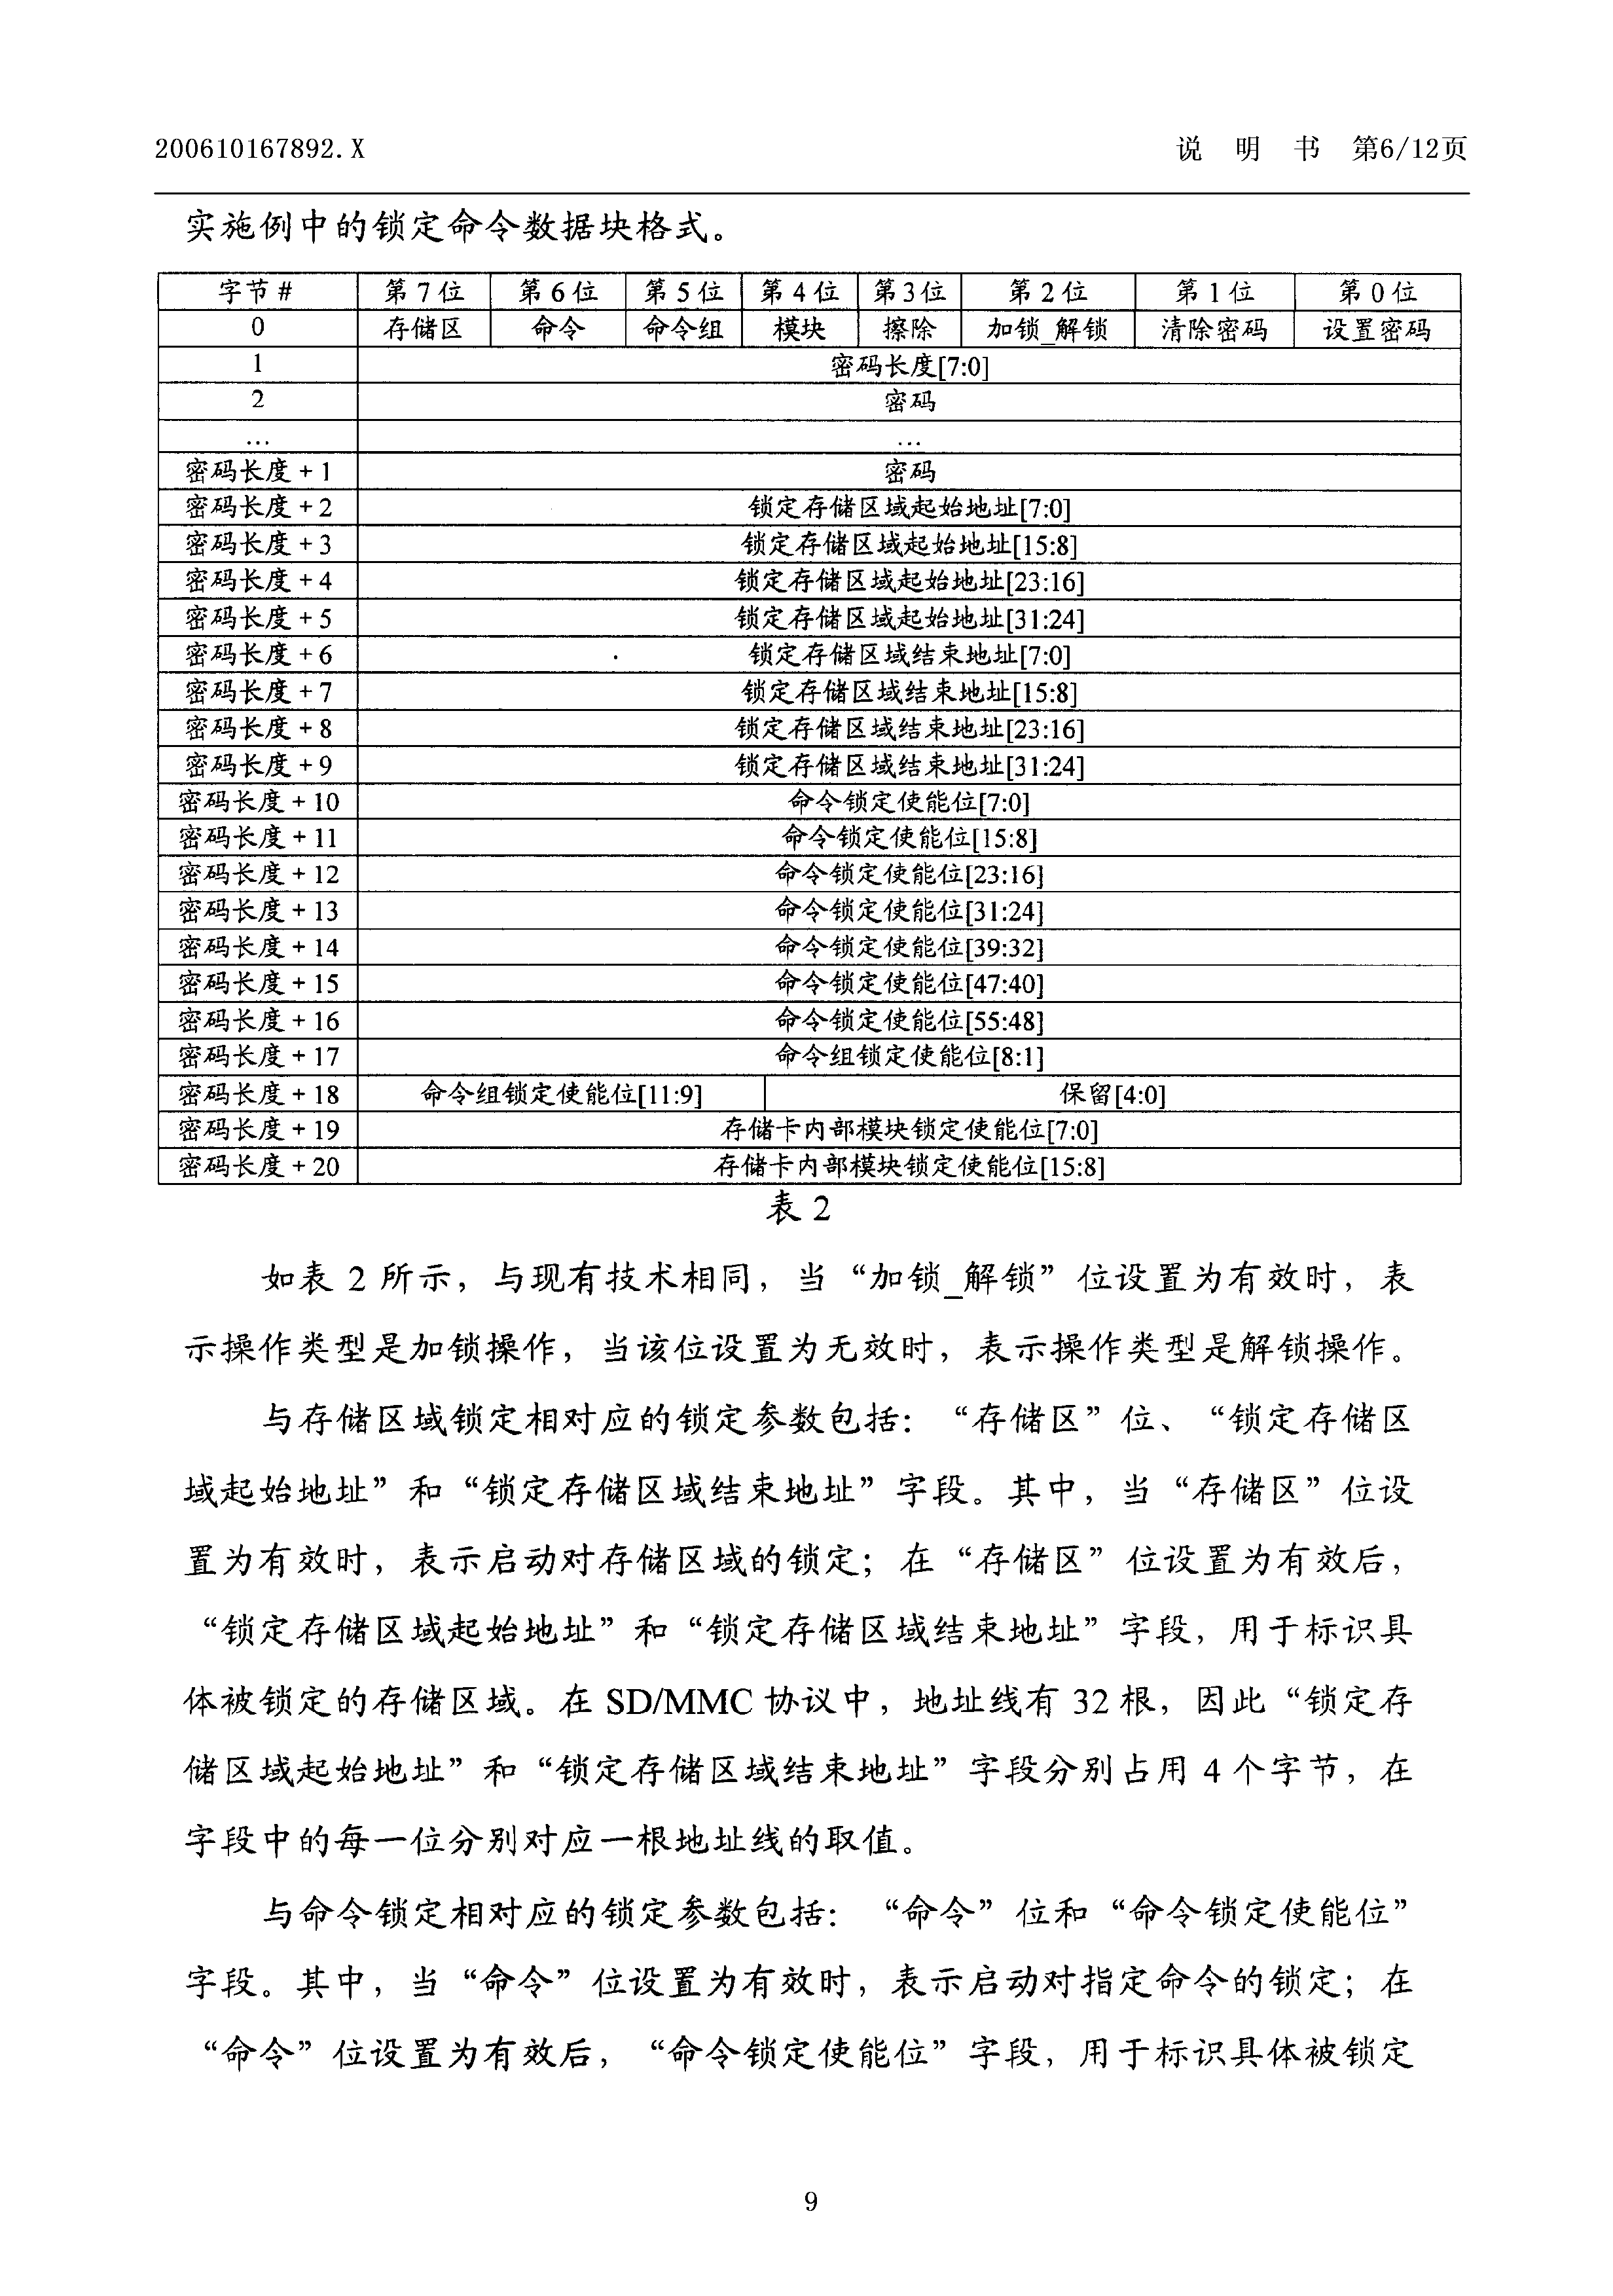 200610167892.X 说 明 书 第6/12页
实施例中的锁定命令数据块格式。
字节# 第7位 第6位 第5位 第4位 第3位 第2位 第1位 第0位
0 存储区 命令 命令组 模块 擦除 加锁_解锁 清除密码 设置密码
1 密码长度[7:0]
2 密码
... ...
密码长度+1 密码
密码长度+2 锁定存储区域起始地址[7:0]
密码长度+3 锁定存储区域起始地址[15:8]
密码长度+4 锁定存储区域起始地址[23:16]
密码长度+5 锁定存储区域起始地址[31:24]
密码长度+6 锁定存储区域结束地址[7:0]
密码长度+7 锁定存储区域结束地址[15:8]
密码长度+8 锁定存储区域结束地址[23:16]
密码长度+9 锁定存储区域结束地址[31:24]
密码长度+10 命令锁定使能位[7:0]
密码长度+11 命令锁定使能位[15:8]
密码长度+12 命令锁定使能位[23:16]
密码长度+13 命令锁定使能位[31:24]
密码长度+14 命令锁定使能位[39:32]
密码长度+15 命令锁定使能位[47:40]
密码长度+16 命令锁定使能位[55:48]
密码长度+17 命令组锁定使能位[8:1]
密码长度+18 命令组锁定使能位[11:9] 保留[4:0]
密码长度+19 存储卡内部模块锁定使能位[7:0]
密码长度+20 存储卡内部模块锁定使能位[15:8]
表 2
如表 2 所示，与现有技术相同，当“加锁_解锁”位设置为有效时，表
示操作类型是加锁操作，当该位设置为无效时，表示操作类型是解锁操作。
与存储区域锁定相对应的锁定参数包括：“存储区”位、“锁定存储区
域起始地址”和“锁定存储区域结束地址”字段。其中，当“存储区”位设
置为有效时，表示启动对存储区域的锁定；在“存储区”位设置为有效后，
“锁定存储区域起始地址”和“锁定存储区域结束地址”字段，用于标识具
体被锁定的存储区域。在 SD/MMC 协议中，地址线有 32 根，因此“锁定存
储区域起始地址”和“锁定存储区域结束地址”字段分别占用 4 个字节，在
字段中的每一位分别对应一根地址线的取值。
与命令锁定相对应的锁定参数包括：“命令”位和“命令锁定使能位”
字段。其中，当“命令”位设置为有效时，表示启动对指定命令的锁定；在
“命令”位设置为有效后，“命令锁定使能位”字段，用于标识具体被锁定
9